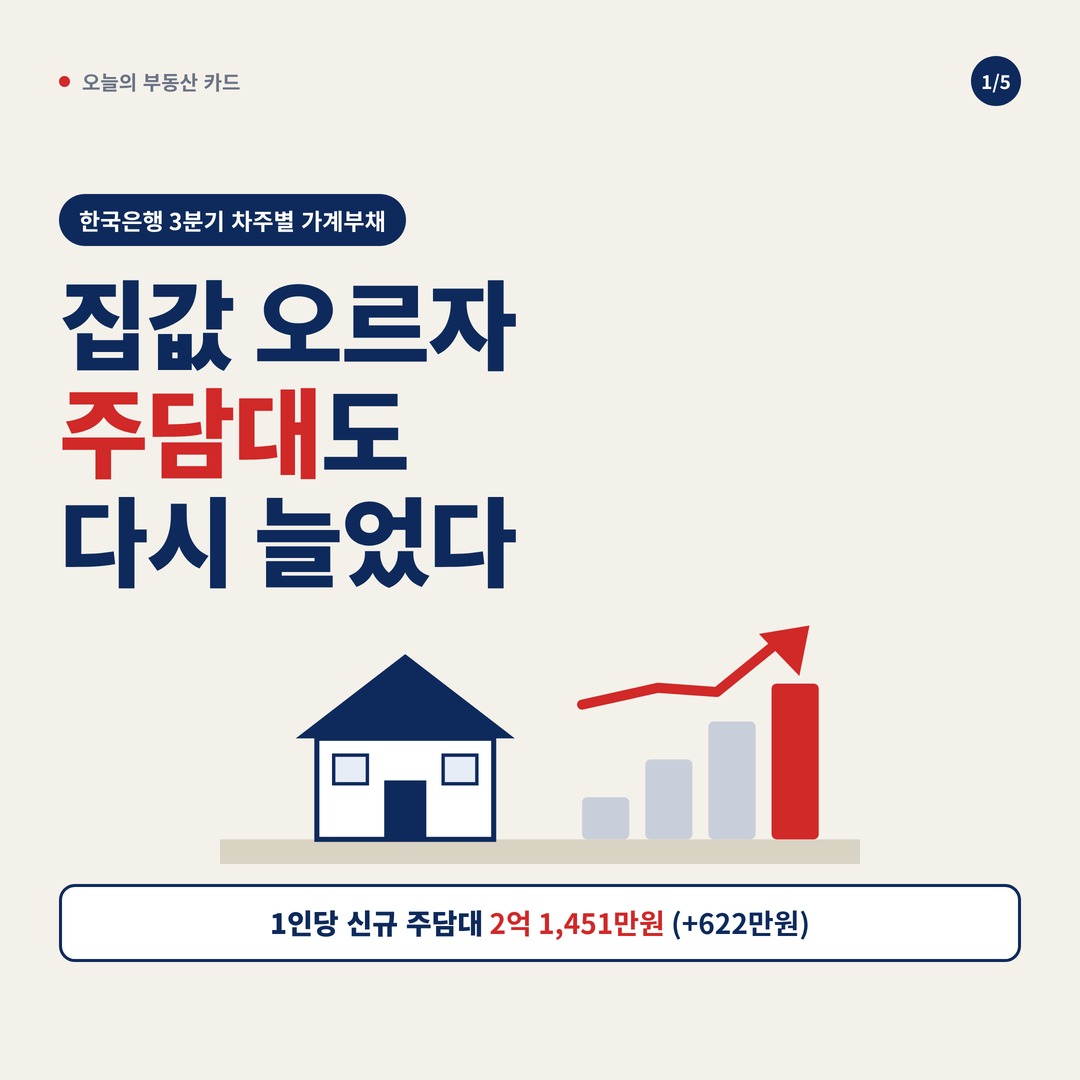 오늘의 부동산 카드
1/5
한국은행 3분기 차주별 가계부채
집값 오르자
주담대도
다시 늘었다
1인당 신규 주담대 2억 1,451만원 (+622만원)